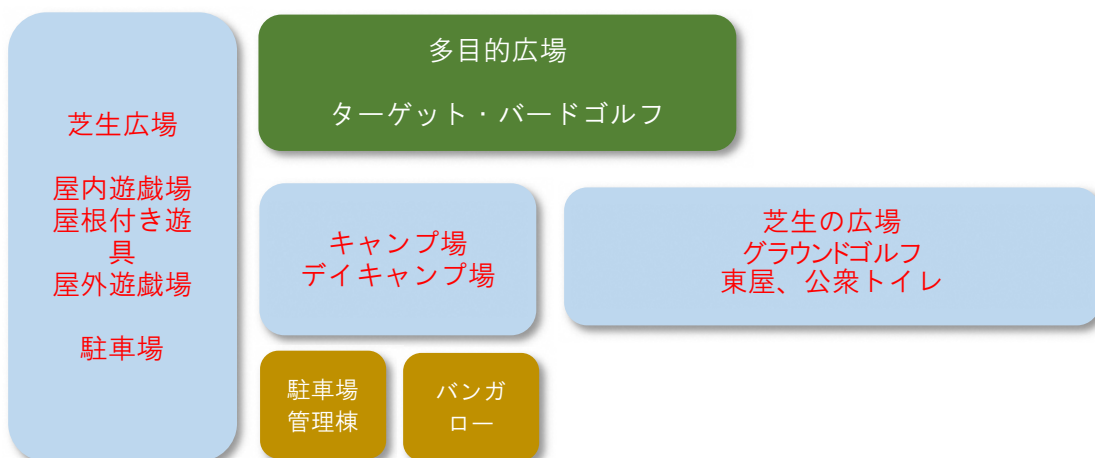 芝生広場
屋内遊戯場
屋根付き遊
具
屋外遊戯場
駐車場
多目的広場
ターゲット・バードゴルフ
キャンプ場
デイキャンプ場
芝生の広場
グラウンドゴルフ
東屋、公衆トイレ
駐車場
管理棟
バンガ
ロー